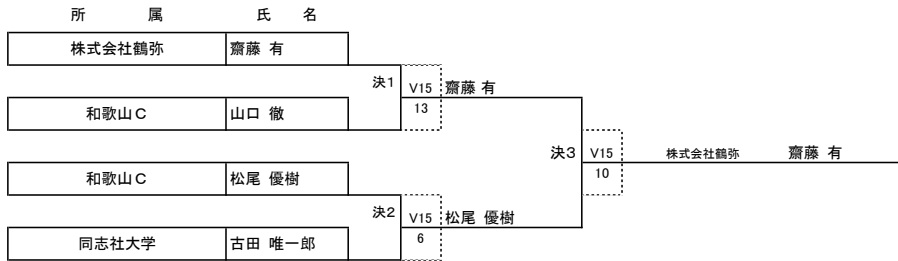 所　　属　　氏　名
株式会社鶴弥　齋藤 有
決1　V15　齋藤 有
和歌山C　山口 徹　13
決3　V15　株式会社鶴弥　齋藤 有
10
和歌山C　松尾 優樹
決2　V15　松尾 優樹
同志社大学　古田 唯一郎　6